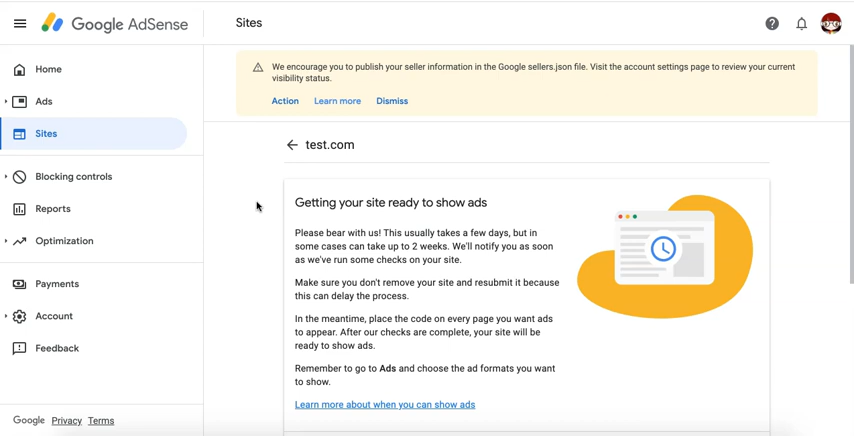 Google AdSense
Sites
Home
Ads
Sites
Blocking controls
Reports
Optimization
Payments
Account
Feedback
Google Privacy Terms
We encourage you to publish your seller information in the Google sellers.json file. Visit the account settings page to review your current
visibility status.
Action Learn more Dismiss
test.com
Getting your site ready to show ads
Please bear with us! This usually takes a few days, but in
some cases can take up to 2 weeks. We'll notify you as soon
as we've run some checks on your site.
Make sure you don't remove your site and resubmit it because
this can delay the process.
In the meantime, place the code on every page you want ads
to appear. After our checks are complete, your site will be
ready to show ads.
Remember to go to Ads and choose the ad formats you want
to show.
Learn more about when you can show ads